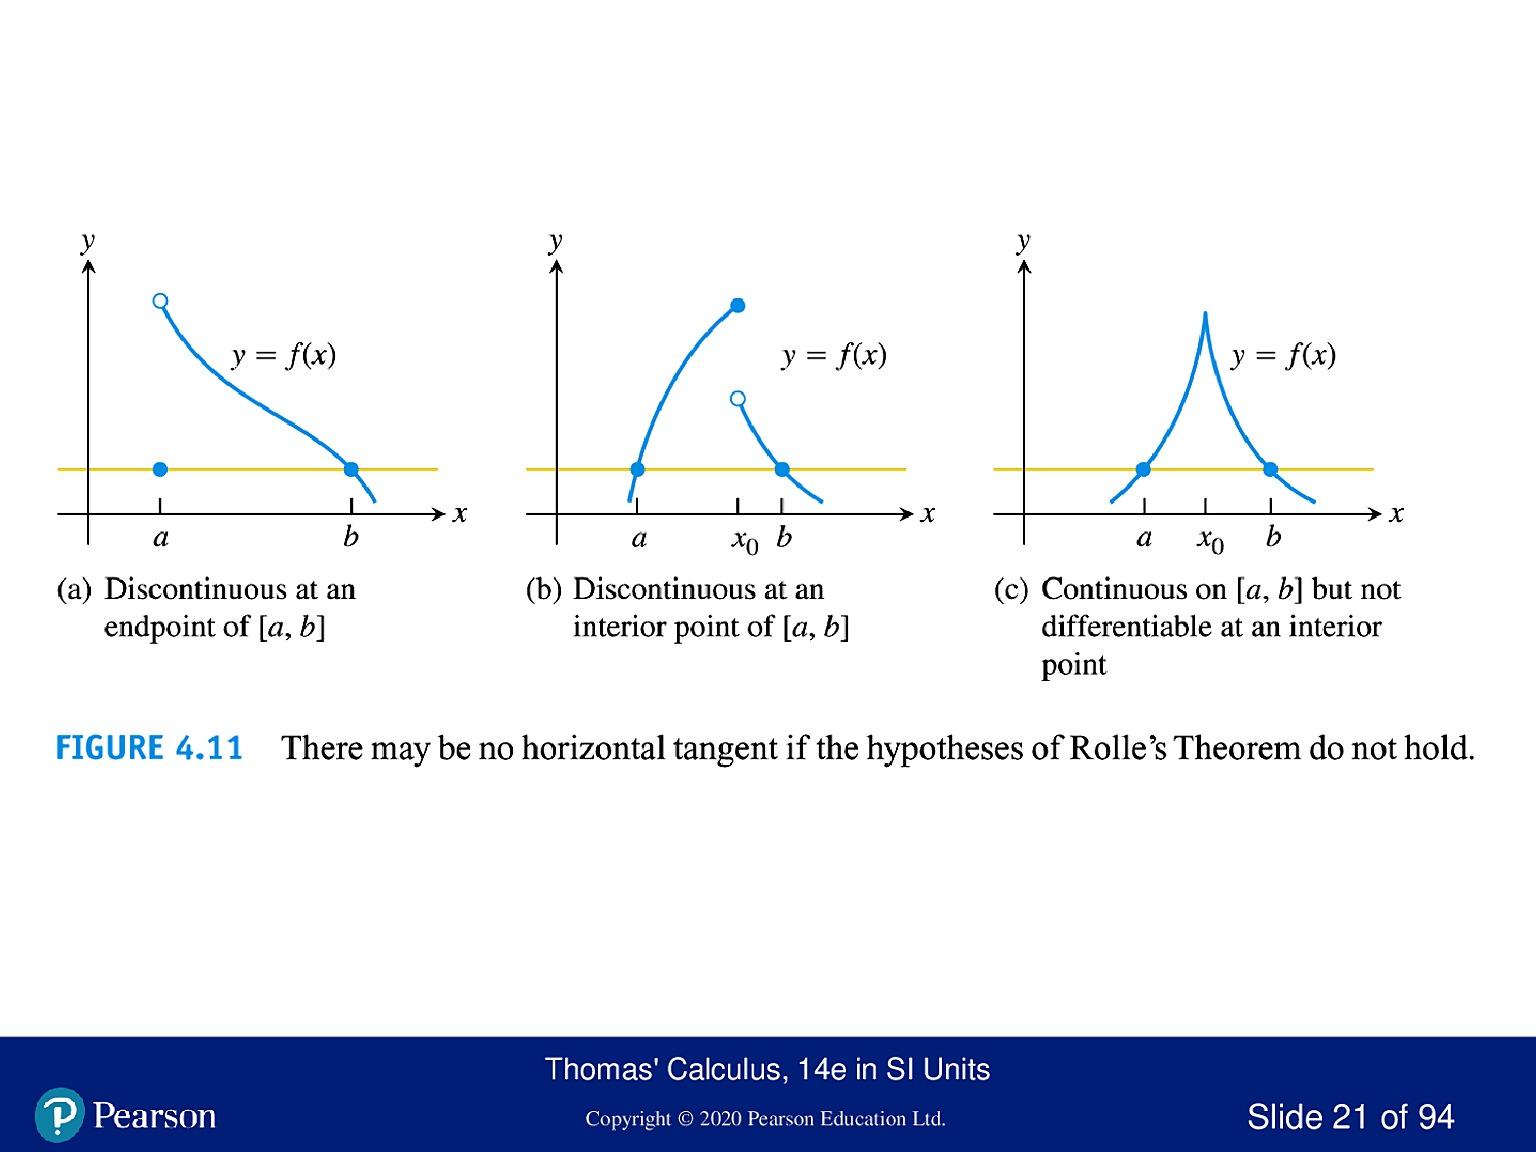 y
y = f(x)
x
a
b
(a) Discontinuous at an
endpoint of [a, b]
y
y = f(x)
x
a
x₀
b
(b) Discontinuous at an
interior point of [a, b]
y
y = f(x)
x
a
x₀
b
(c) Continuous on [a, b] but not
differentiable at an interior
point
FIGURE 4.11 There may be no horizontal tangent if the hypotheses of Rolle’s Theorem do not hold.
Thomas' Calculus, 14e in SI Units
P Pearson
Copyright © 2020 Pearson Education Ltd.
Slide 21 of 94